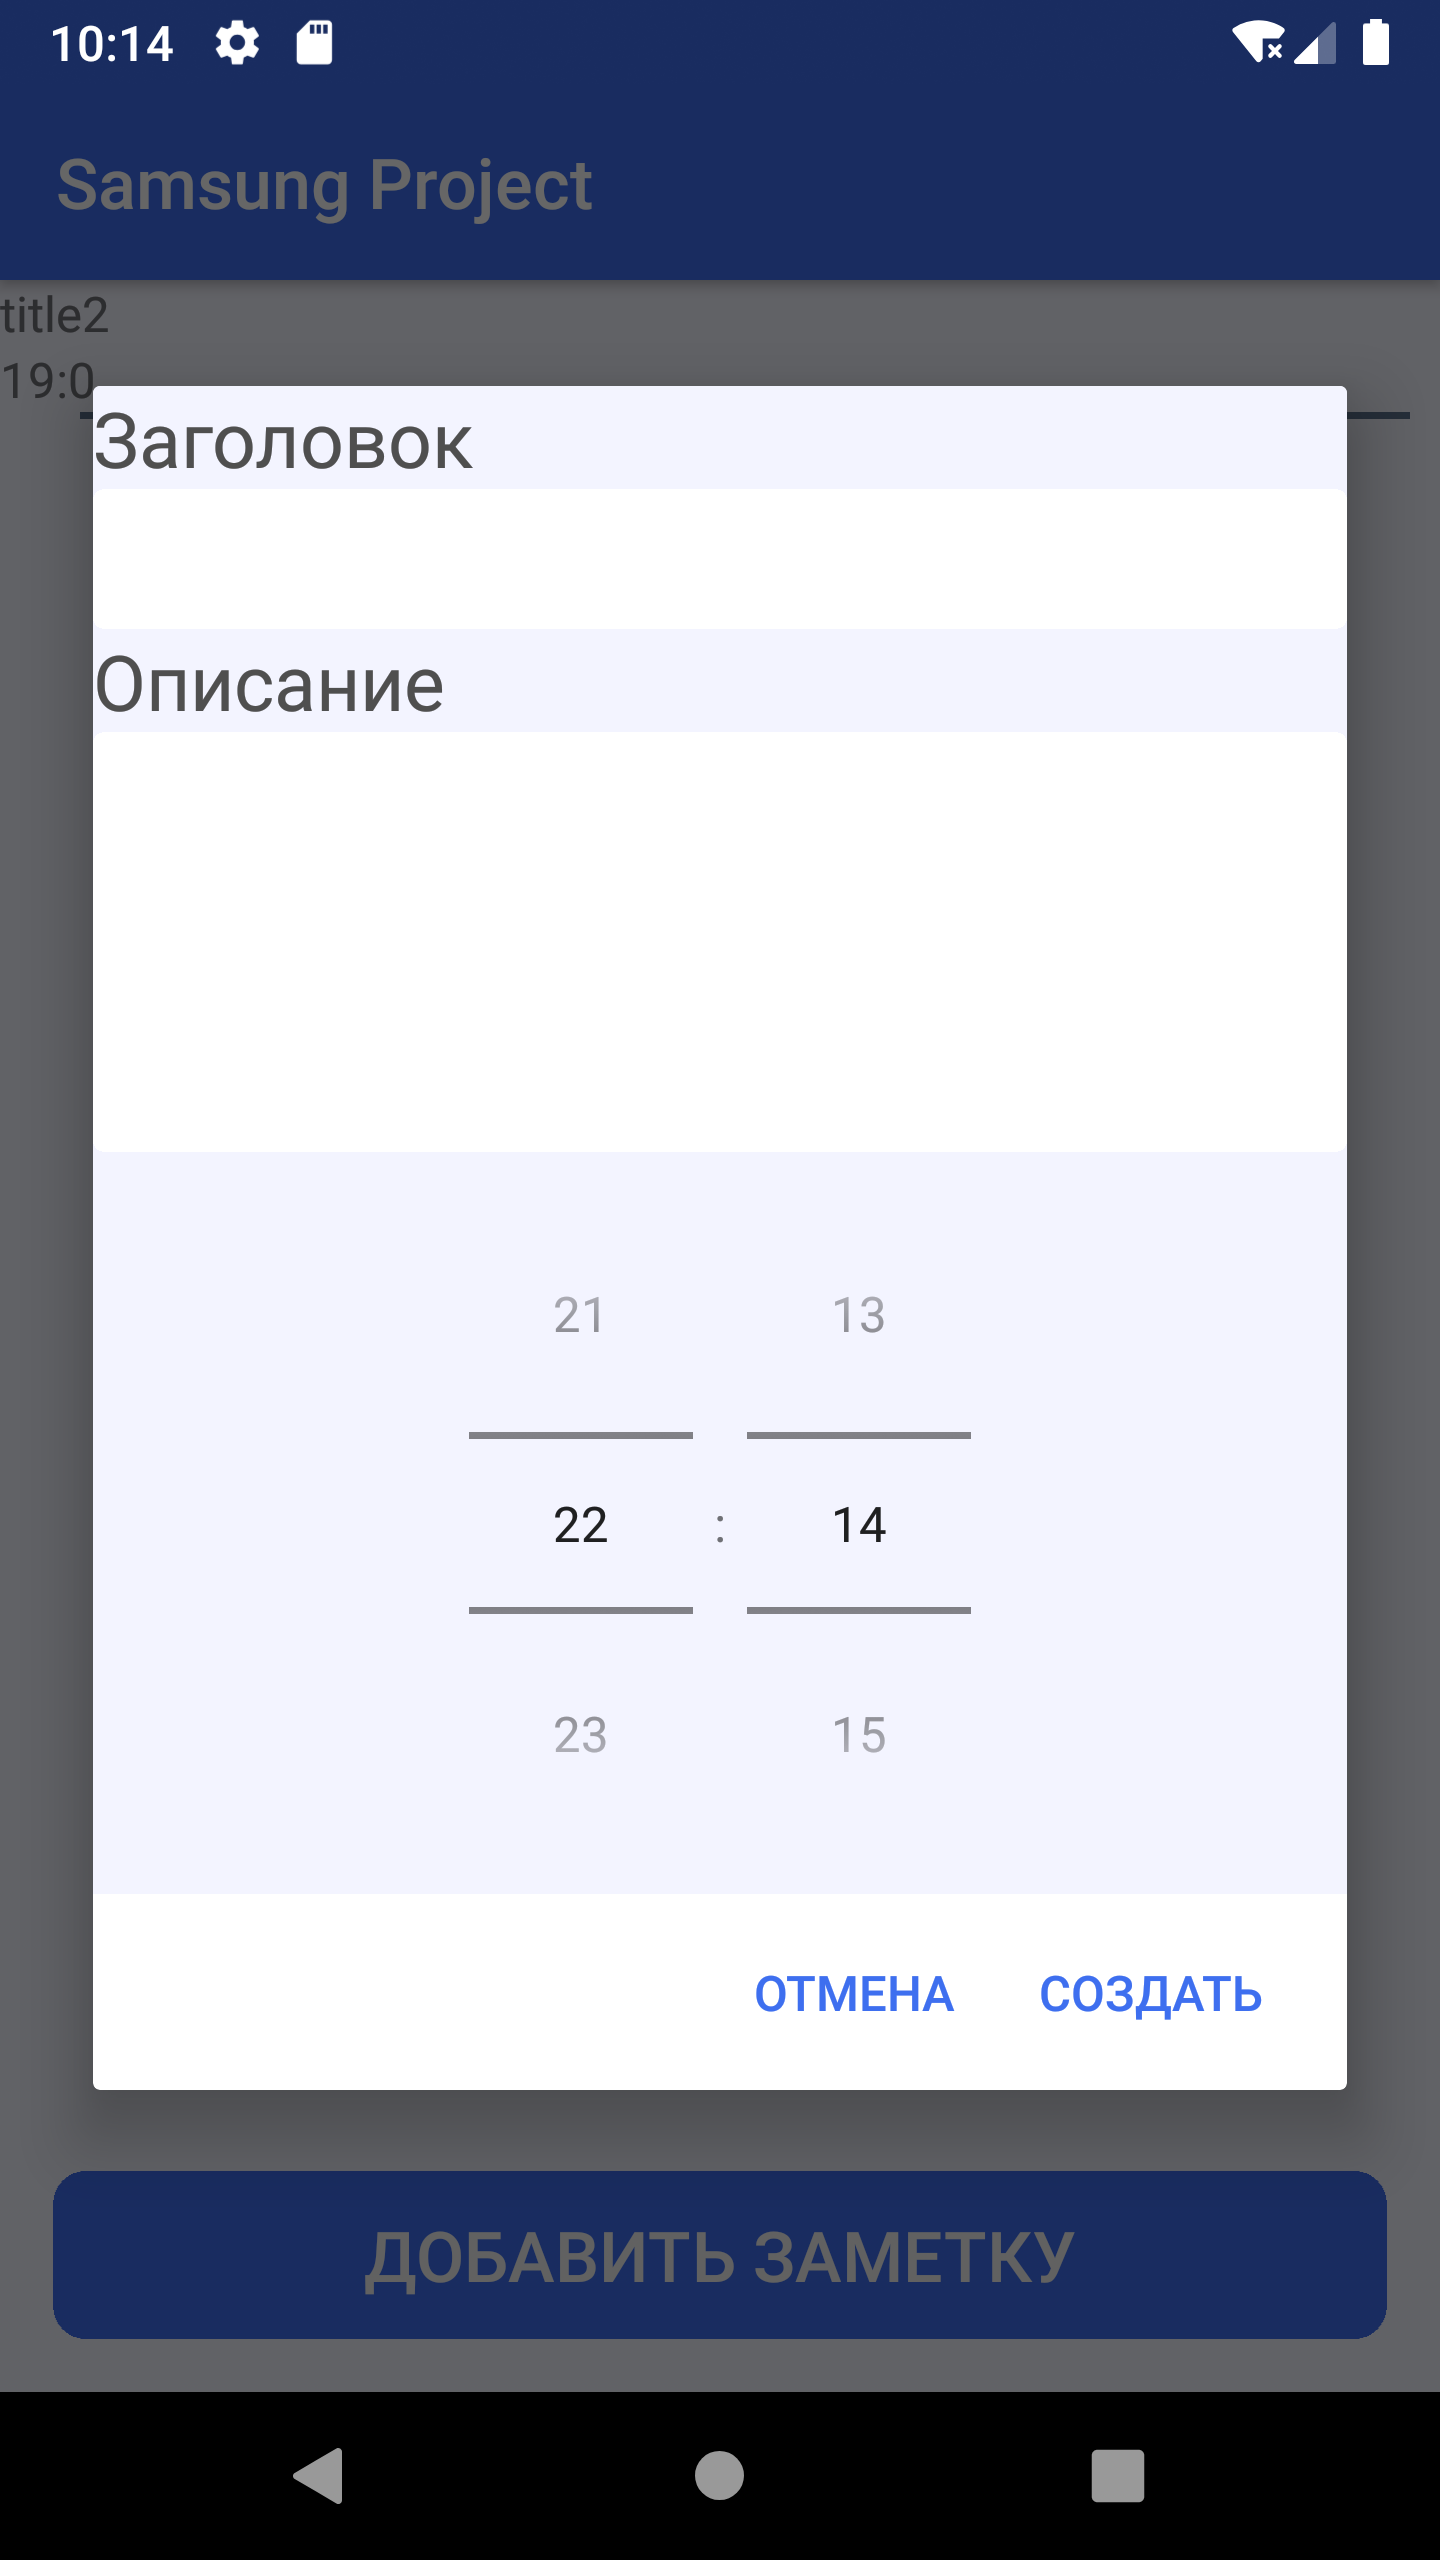 10:14
Samsung Project
title2
19:0
Заголовок
Описание
21 13
22 : 14
23 15
ОТМЕНА СОЗДАТЬ
ДОБАВИТЬ ЗАМЕТКУ